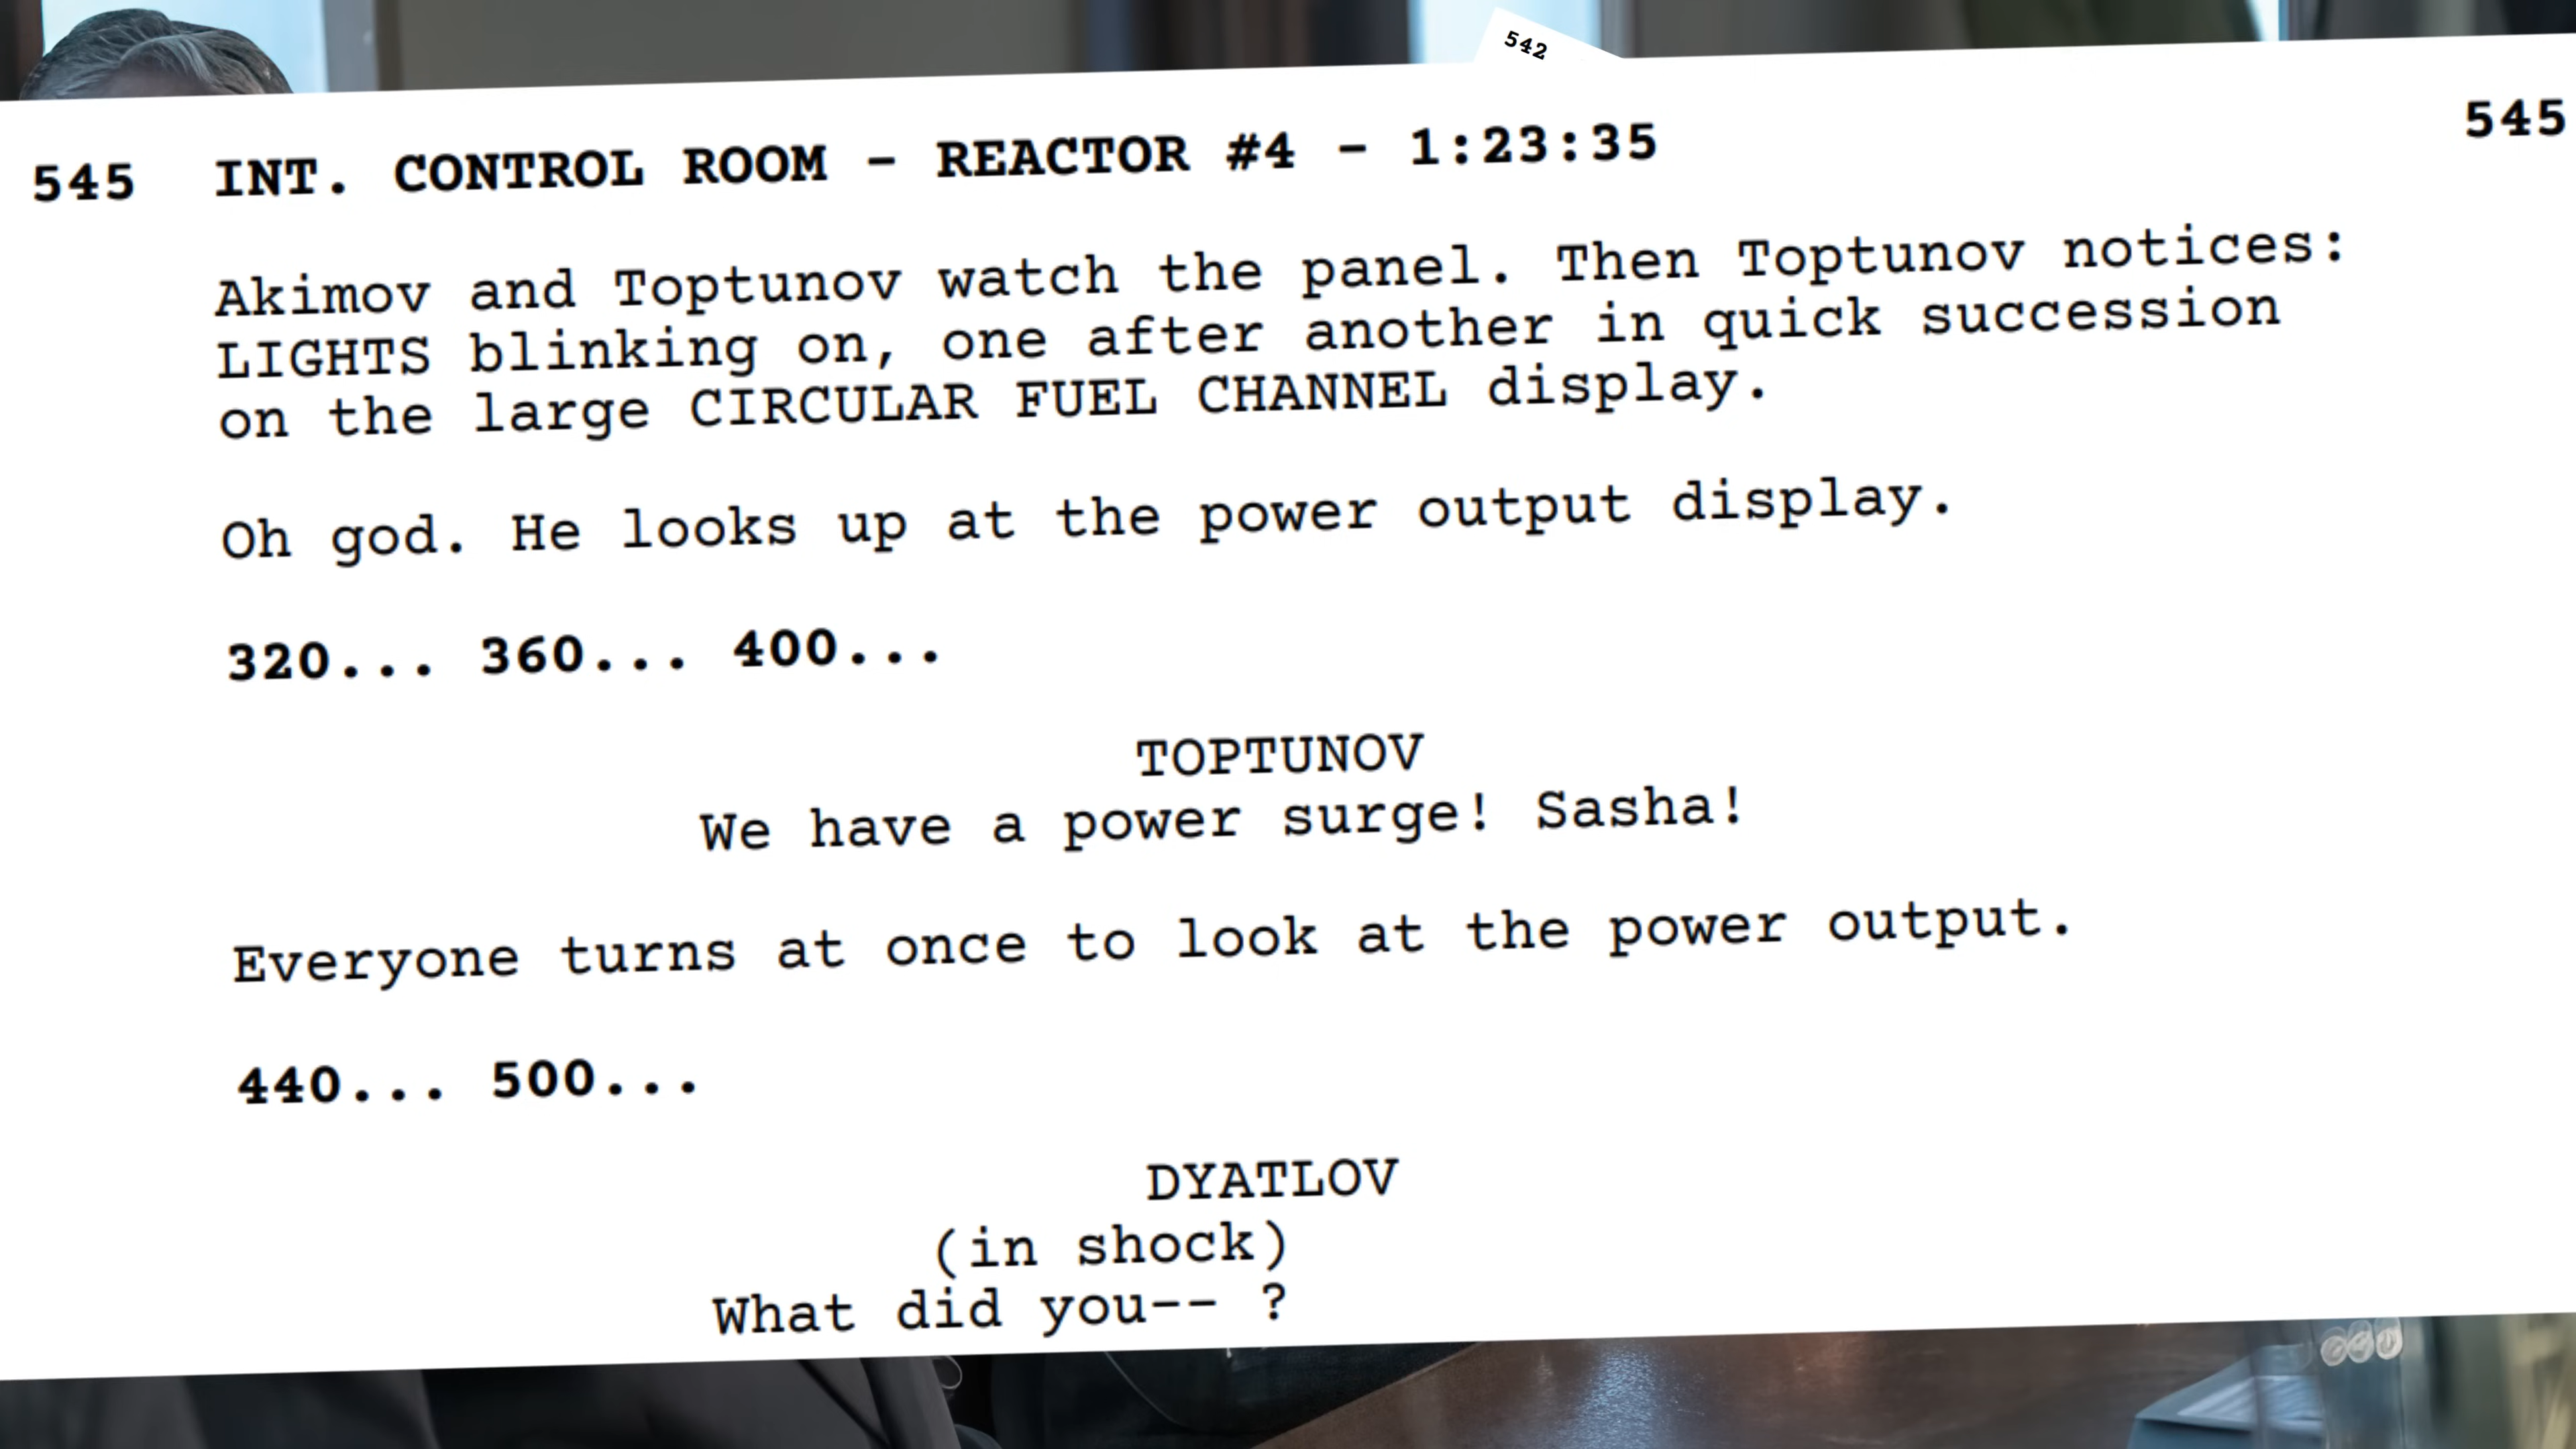 542
545 INT. CONTROL ROOM - REACTOR #4 - 1:23:35 545
Akimov and Toptunov watch the panel. Then Toptunov notices:
LIGHTS blinking on, one after another in quick succession
on the large CIRCULAR FUEL CHANNEL display.
Oh god. He looks up at the power output display.
320... 360... 400...
TOPTUNOV
We have a power surge! Sasha!
Everyone turns at once to look at the power output.
440... 500...
DYATLOV
(in shock)
What did you-- ?